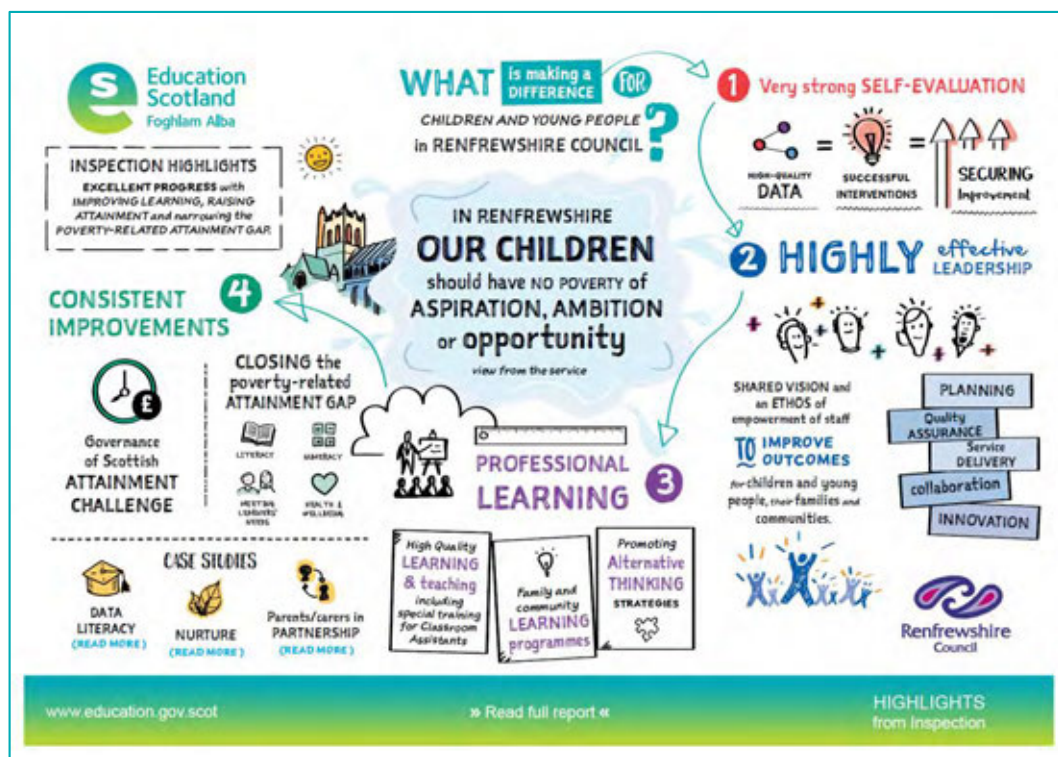 Education
Scotland
Foghlam Alba
INSPECTION HIGHLIGHTS
EXCELLENT PROGRESS with
IMPROVING LEARNING, RAISING
ATTAINMENT and narrowing the
POVERTY-RELATED ATTAINMENT GAP.
WHAT is making a DIFFERENCE FOR
CHILDREN AND YOUNG PEOPLE
in RENFREWSHIRE COUNCIL?
IN RENFREWSHIRE
OUR CHILDREN
should have NO POVERTY of
ASPIRATION, AMBITION
or opportunity
view from the service
1 Very strong SELF-EVALUATION
HIGH-QUALITY
DATA
=
SUCCESSFUL
INTERVENTIONS
=
SECURING
Improvement
2 HIGHLY effective
LEADERSHIP
SHARED VISION and
an ETHOS of
empowerment of staff
TO IMPROVE
OUTCOMES
for children and young
people, their families and
communities.
PLANNING
Quality
ASSURANCE
Service
DELIVERY
collaboration
INNOVATION
PROFESSIONAL
LEARNING 3
High Quality
LEARNING
& teaching
including
special training
for Classroom
Assistants
Family and
community
LEARNING
programmes
Promoting
Alternative
THINKING
STRATEGIES
CONSISTENT 4
IMPROVEMENTS
£
Governance
of Scottish
ATTAINMENT
CHALLENGE
CLOSING the
poverty-related
ATTAINMENT GAP
LITERACY
NUMERACY
MEETING
LEARNERS'
NEEDS
HEALTH &
WELLBEING
CASE STUDIES
DATA
LITERACY
(READ MORE)
NURTURE
(READ MORE)
Parents/carers in
PARTNERSHIP
(READ MORE)
Renfrewshire
Council
www.education.gov.scot
» Read full report «
HIGHLIGHTS
from Inspection